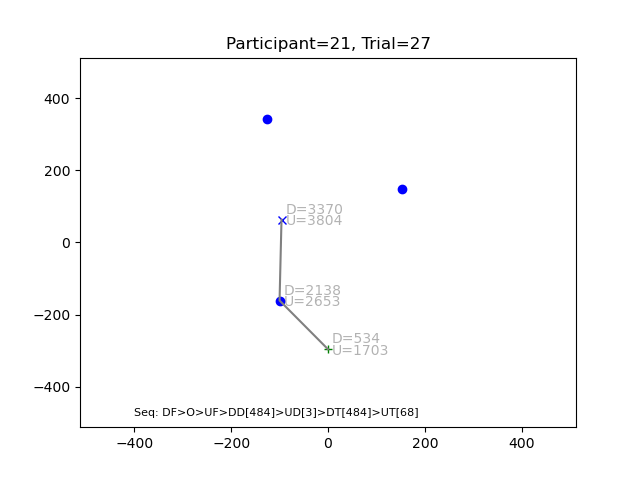 Participant=21, Trial=27
400
200
0
−200
−400
D=3370
U=3804
D=2138
U=2653
D=534
U=1703
Seq: DF>O>UF>DD[484]>UD[3]>DT[484]>UT[68]
−400
−200
0
200
400